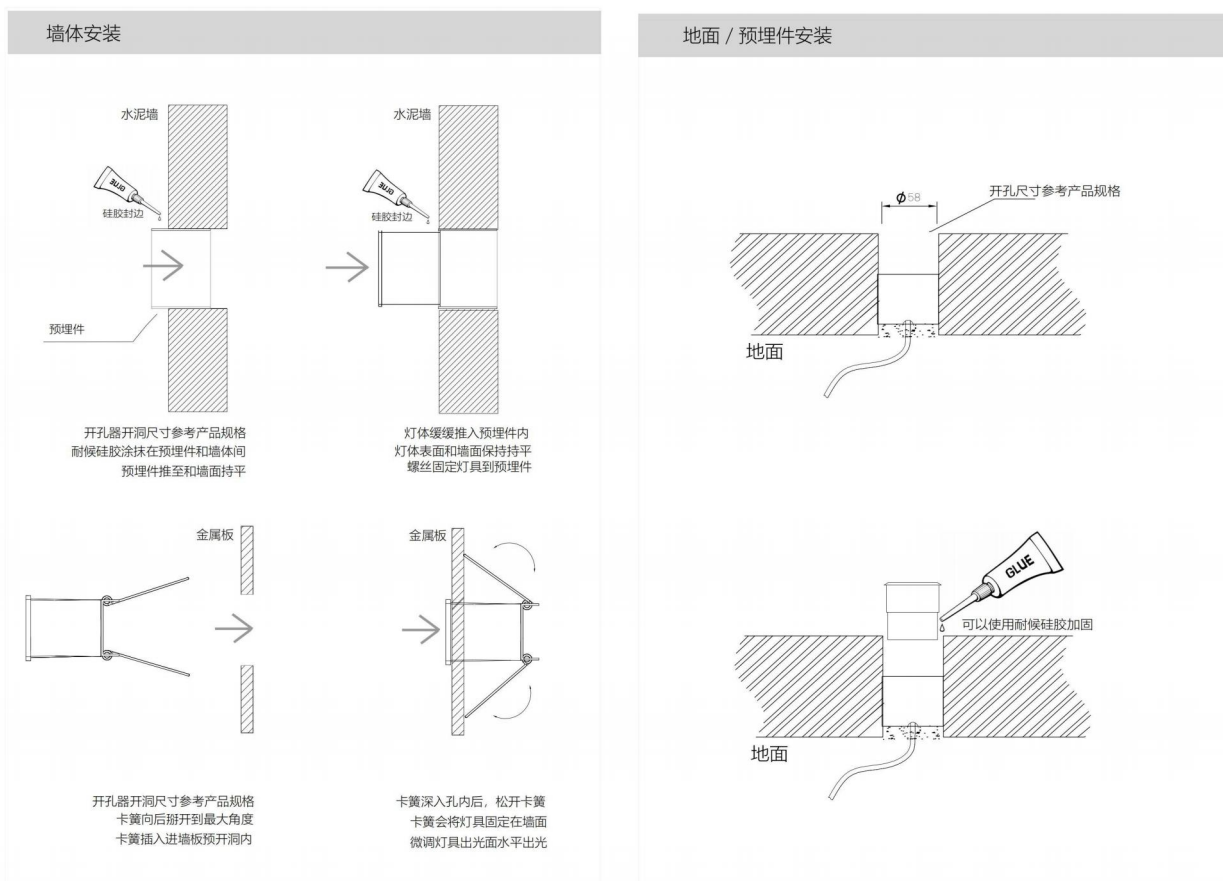 墙体安装
水泥墙
GLUE
硅胶封边
预埋件
开孔器开洞尺寸参考产品规格
耐候硅胶涂抹在预埋件和墙体间
预埋件推至和墙面持平
水泥墙
GLUE
硅胶封边
灯体缓缓推入预埋件内
灯体表面和墙面保持持平
螺丝固定灯具到预埋件
金属板
开孔器开洞尺寸参考产品规格
卡簧向后掰开到最大角度
卡簧插入进墙板预开洞内
金属板
卡簧深入孔内后，松开卡簧
卡簧会将灯具固定在墙面
微调灯具出光面水平出光
地面 / 预埋件安装
ϕ58
开孔尺寸参考产品规格
地面
GLUE
可以使用耐候硅胶加固
地面